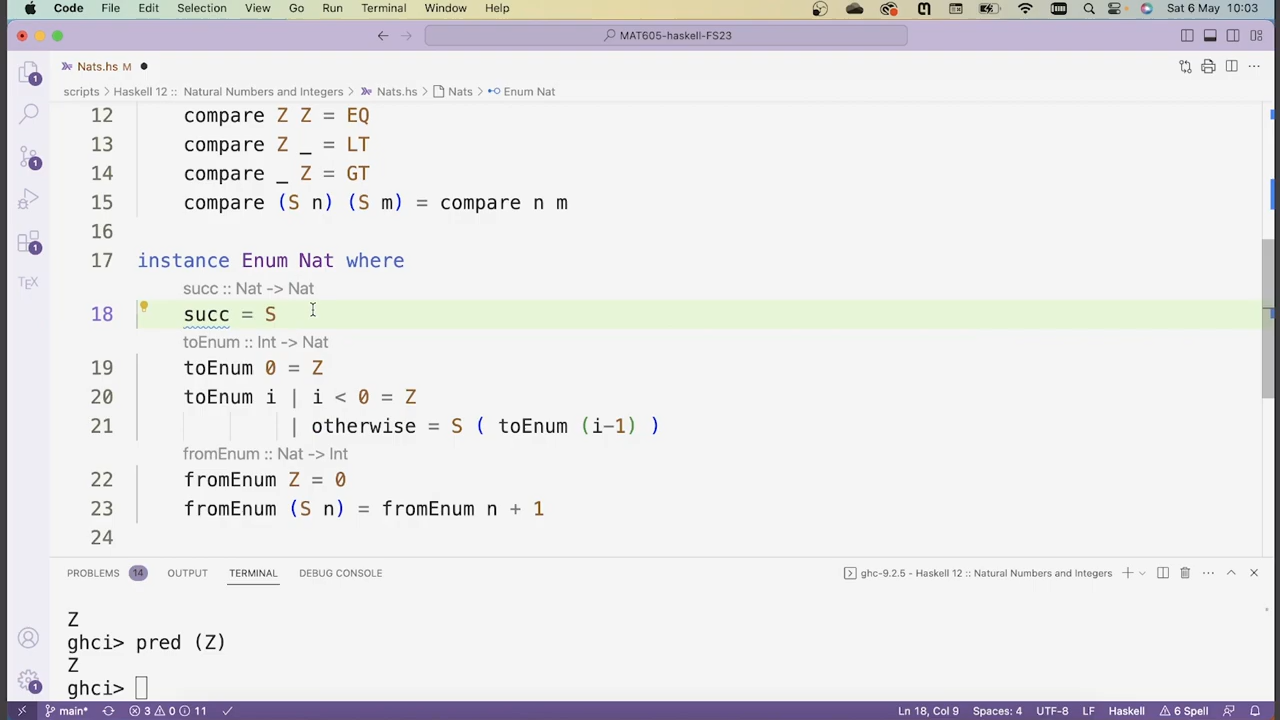 Code File Edit Selection View Go Run Terminal Window Help Sat 6 May 10:03
MAT605-haskell-FS23
Nats.hs M
scripts > Haskell 12 :: Natural Numbers and Integers > Nats.hs > Nats > Enum Nat
12 compare Z Z = EQ
13 compare Z _ = LT
14 compare _ Z = GT
15 compare (S n) (S m) = compare n m
16
17 instance Enum Nat where
succ :: Nat -> Nat
18 succ = S
toEnum :: Int -> Nat
19 toEnum 0 = Z
20 toEnum i | i < 0 = Z
21 | otherwise = S ( toEnum (i-1) )
fromEnum :: Nat -> Int
22 fromEnum Z = 0
23 fromEnum (S n) = fromEnum n + 1
24
PROBLEMS 14 OUTPUT TERMINAL DEBUG CONSOLE ghc-9.2.5 - Haskell 12 :: Natural Numbers and Integers
Z
ghci> pred (Z)
Z
ghci>
main* 3 0 11 Ln 18, Col 9 Spaces: 4 UTF-8 LF Haskell 6 Spell
1
1
1
TEX
1